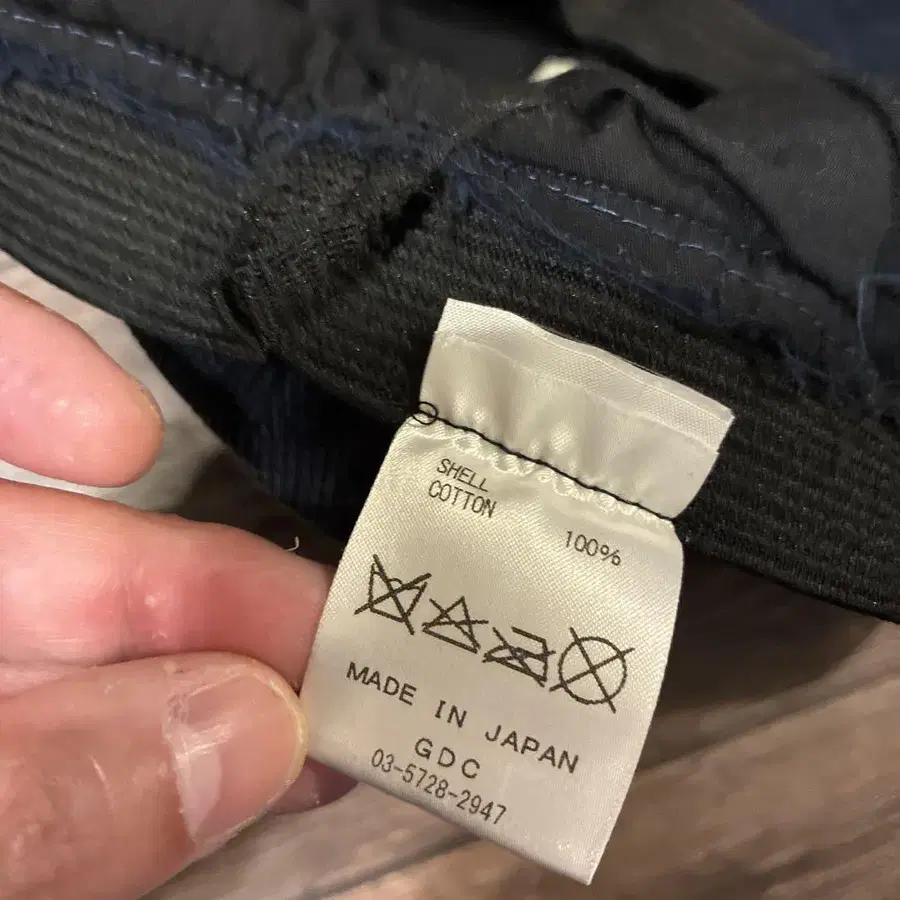 SHELL
COTTON 100%
MADE IN JAPAN
GDC
03-5728-2947